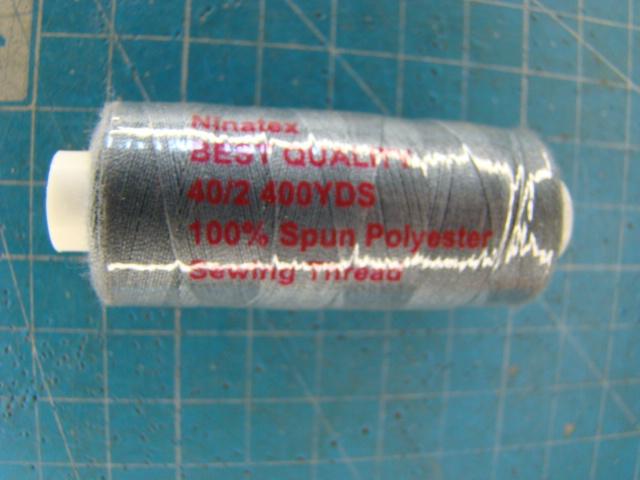 Ninatex
BEST QUALITY
40/2 400YDS
100% Spun Polyester
Sewing Thread